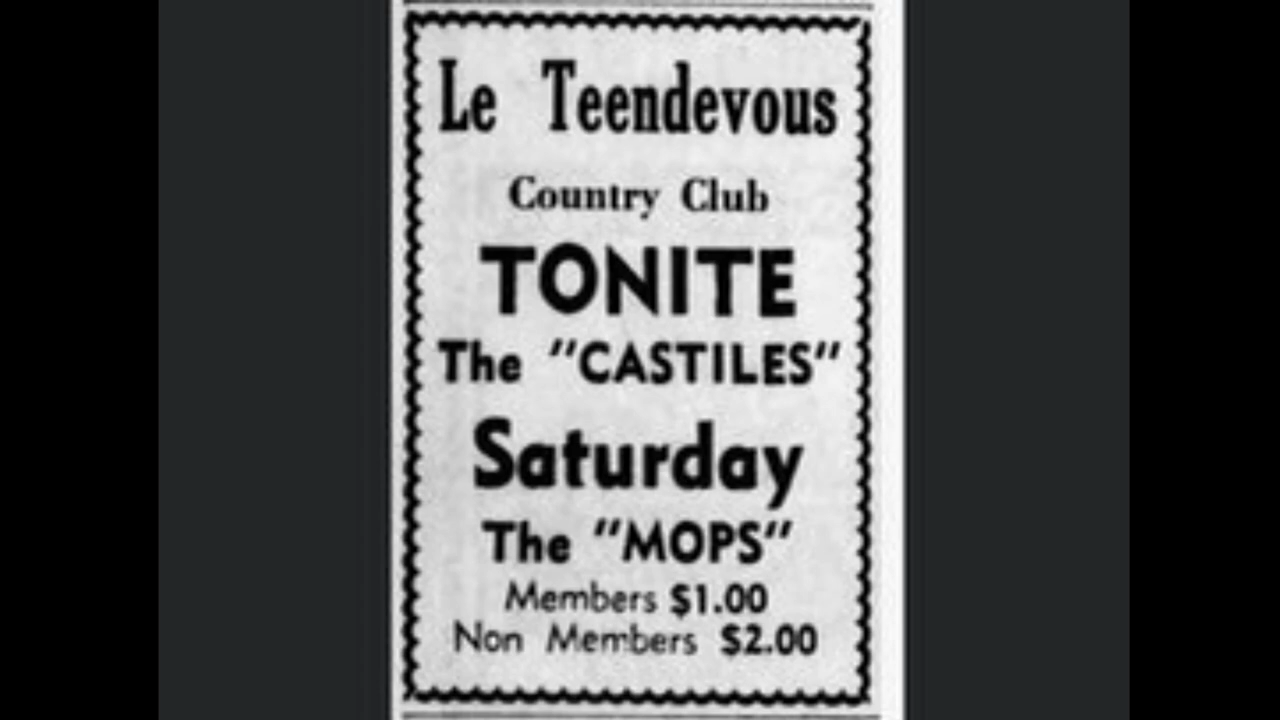 Le Teendevous
Country Club
TONITE
The "CASTILES"
Saturday
The "MOPS"
Members $1.00
Non Members $2.00